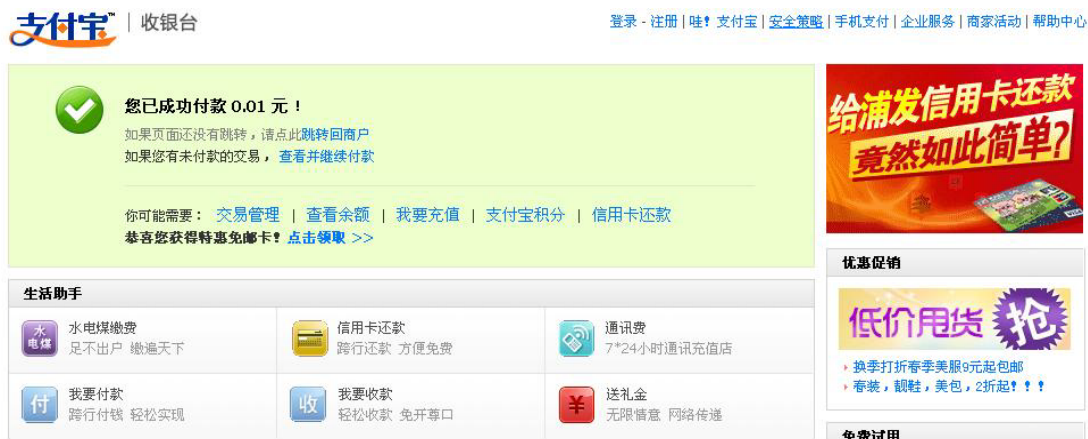 支付宝 | 收银台
登录 - 注册 | 哇! 支付宝 | 安全策略 | 手机支付 | 企业服务 | 商家活动 | 帮助中心
您已成功付款 0.01 元！
如果页面还没有跳转，请点此跳转回商户
如果您有未付款的交易，查看并继续付款
你可能需要： 交易管理 | 查看余额 | 我要充值 | 支付宝积分 | 信用卡还款
恭喜您获得特惠免邮卡! 点击领取 >>
给浦发信用卡还款
竟然如此简单?
生活助手
水电煤
水电煤缴费
足不出户 缴遍天下
信用卡还款
跨行还款 方便免费
通讯费
7*24小时通讯充值店
付
我要付款
跨行付钱 轻松实现
收
我要收款
轻松收款 免开尊口
¥
送礼金
无限情意 网络传递
优惠促销
低价甩货 抢
换季打折春季美服9元起包邮
春装，靓鞋，美包，2折起! ! !
免费试用